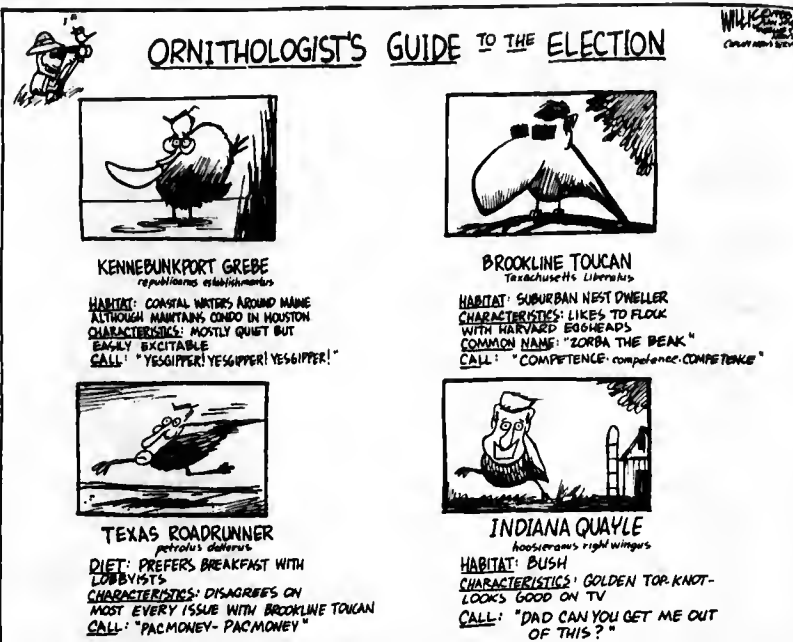 ORNITHOLOGIST'S GUIDE TO THE ELECTION
KENNEBUNKPORT GREBE
republicanus establishmentus
HABITAT: COASTAL WATERS AROUND MAINE
ALTHOUGH MAINTAINS CONDO IN HOUSTON
CHARACTERISTICS: MOSTLY QUIET BUT
EASILY EXCITABLE
CALL: "YESGIPPER! YESGIPPER! YESGIPPER!"
BROOKLINE TOUCAN
Taxachusetts Liberalus
HABITAT: SUBURBAN NEST DWELLER
CHARACTERISTICS: LIKES TO FLOCK
WITH HARVARD EGGHEADS
COMMON NAME: "ZORBA THE BEAK"
CALL: "COMPETENCE-competence-COMPETENCE"
TEXAS ROADRUNNER
petrolus dollarus
DIET: PREFERS BREAKFAST WITH
LOBBYISTS
CHARACTERISTICS: DISAGREES ON
MOST EVERY ISSUE WITH BROOKLINE TOUCAN
CALL: "PACMONEY- PACMONEY"
INDIANA QUAYLE
hoosieranus right wingus
HABITAT: BUSH
CHARACTERISTICS: GOLDEN TOP-KNOT-
LOOKS GOOD ON TV
CALL: "DAD CAN YOU GET ME OUT
OF THIS?"